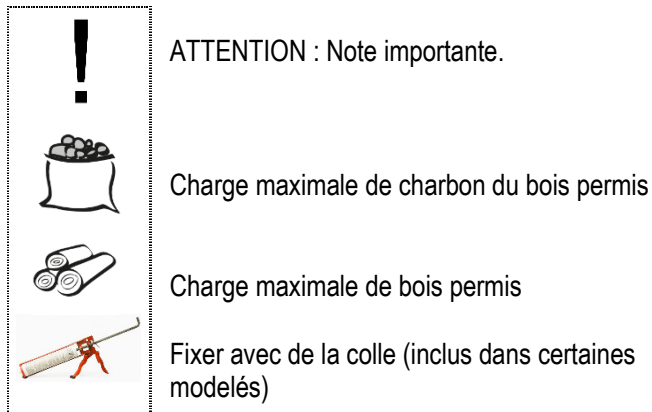 ATTENTION : Note importante.
Charge maximale de charbon du bois permis
Charge maximale de bois permis
Fixer avec de la colle (inclus dans certaines
modelés)